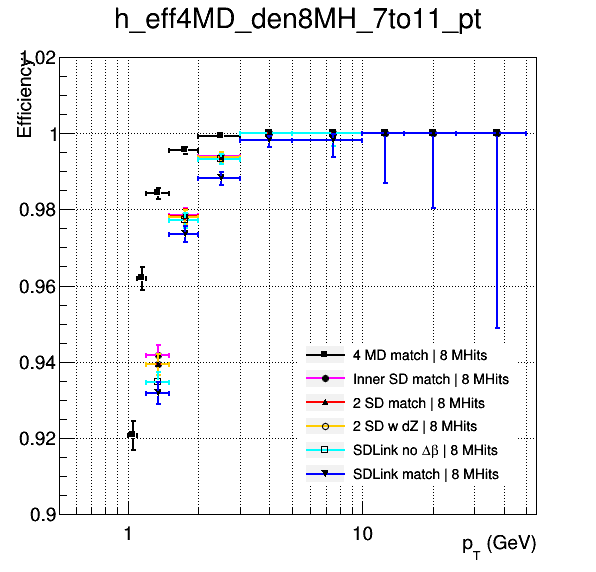 h_eff4MD_den8MH_7to11_pt
Efficiency
1.02
1
0.98
0.96
0.94
0.92
0.9
4 MD match | 8 MHits
Inner SD match | 8 MHits
2 SD match | 8 MHits
2 SD w dZ | 8 MHits
SDLink no Δβ | 8 MHits
SDLink match | 8 MHits
1
10
p_T (GeV)